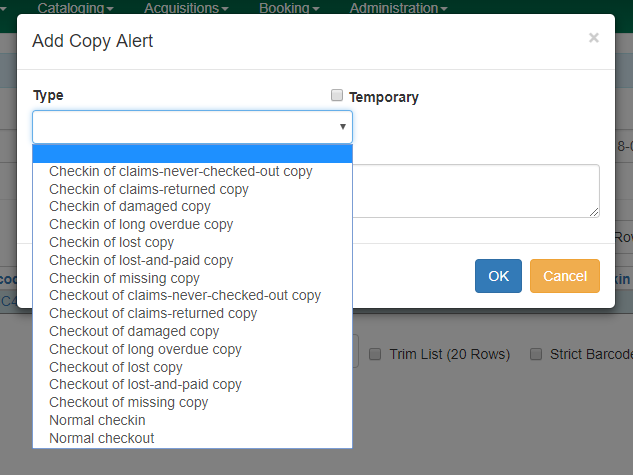 Cataloging Acquisitions Booking Administration
Add Copy Alert ×
Type Temporary
Checkin of claims-never-checked-out copy
Checkin of claims-returned copy
Checkin of damaged copy
Checkin of long overdue copy
Checkin of lost copy
Checkin of lost-and-paid copy
Checkin of missing copy
Checkout of claims-never-checked-out copy
Checkout of claims-returned copy
Checkout of damaged copy
Checkout of long overdue copy
Checkout of lost copy
Checkout of lost-and-paid copy
Checkout of missing copy
Normal checkin
Normal checkout
OK Cancel
Trim List (20 Rows) Strict Barcode